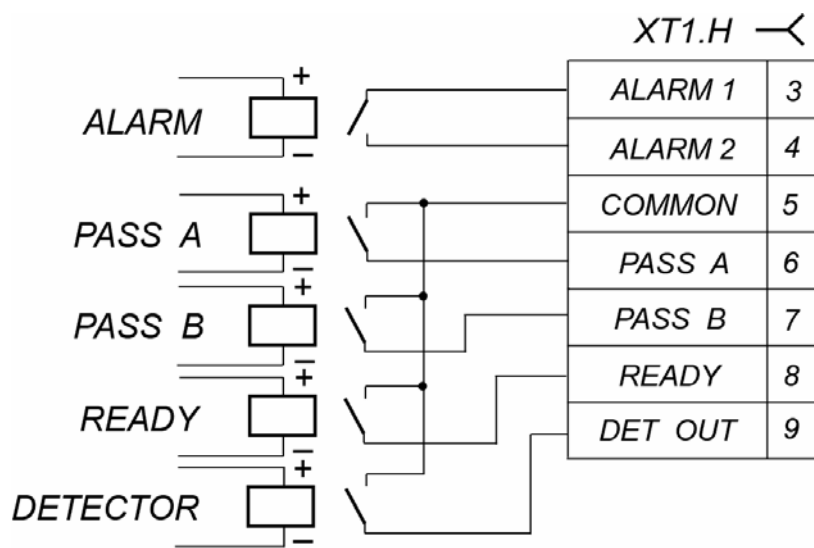 XT1.H
+
ALARM
−
ALARM 1 3
ALARM 2 4
+
PASS A
−
COMMON 5
PASS A 6
+
PASS B
−
PASS B 7
+
READY
−
READY 8
+
DETECTOR
−
DET OUT 9